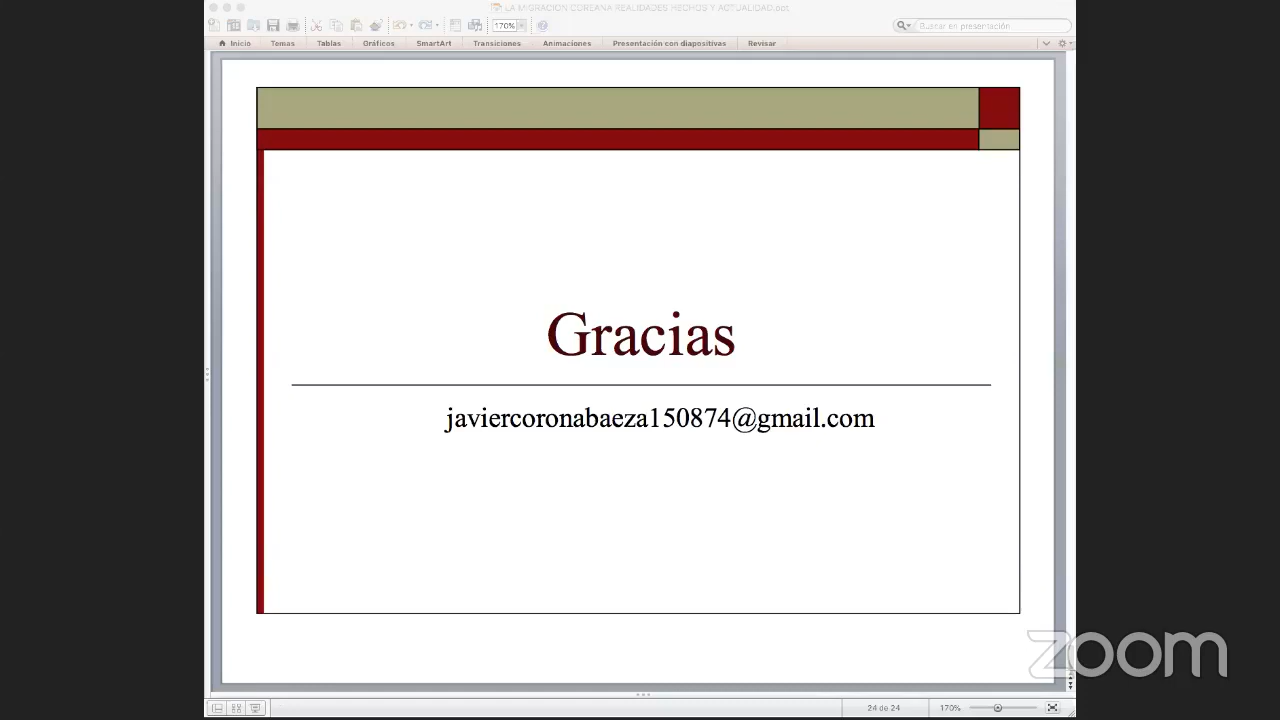 LA MIGRACION COREANA REALIDADES HECHOS Y ACTUALIDAD.ppt
170%
Buscar en presentación
Inicio Temas Tablas Gráficos SmartArt Transiciones Animaciones Presentación con diapositivas Revisar
Gracias
javiercoronabaeza150874@gmail.com
zoom
24 de 24 170%